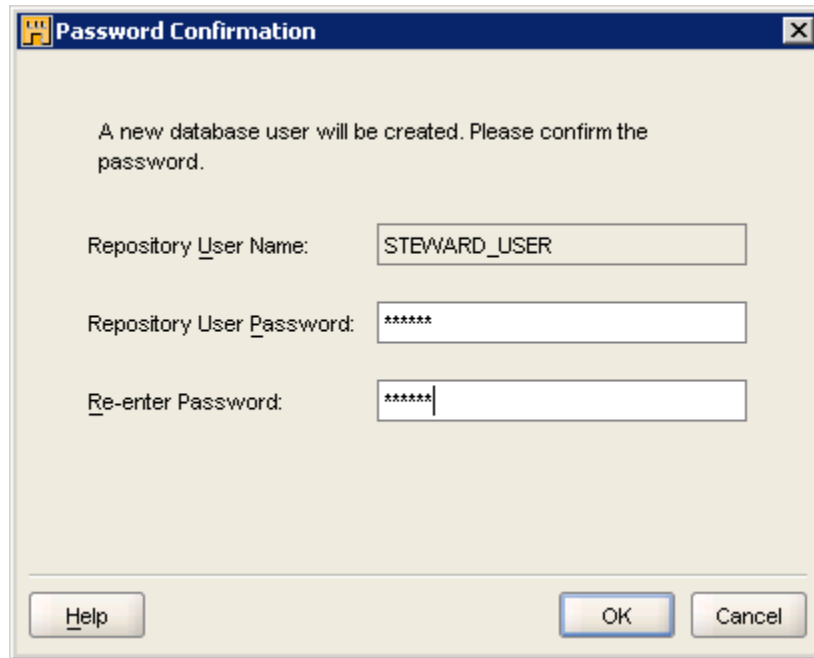 Password Confirmation
A new database user will be created. Please confirm the
password.
Repository User Name: STEWARD_USER
Repository User Password: ******
Re-enter Password: ******
Help OK Cancel